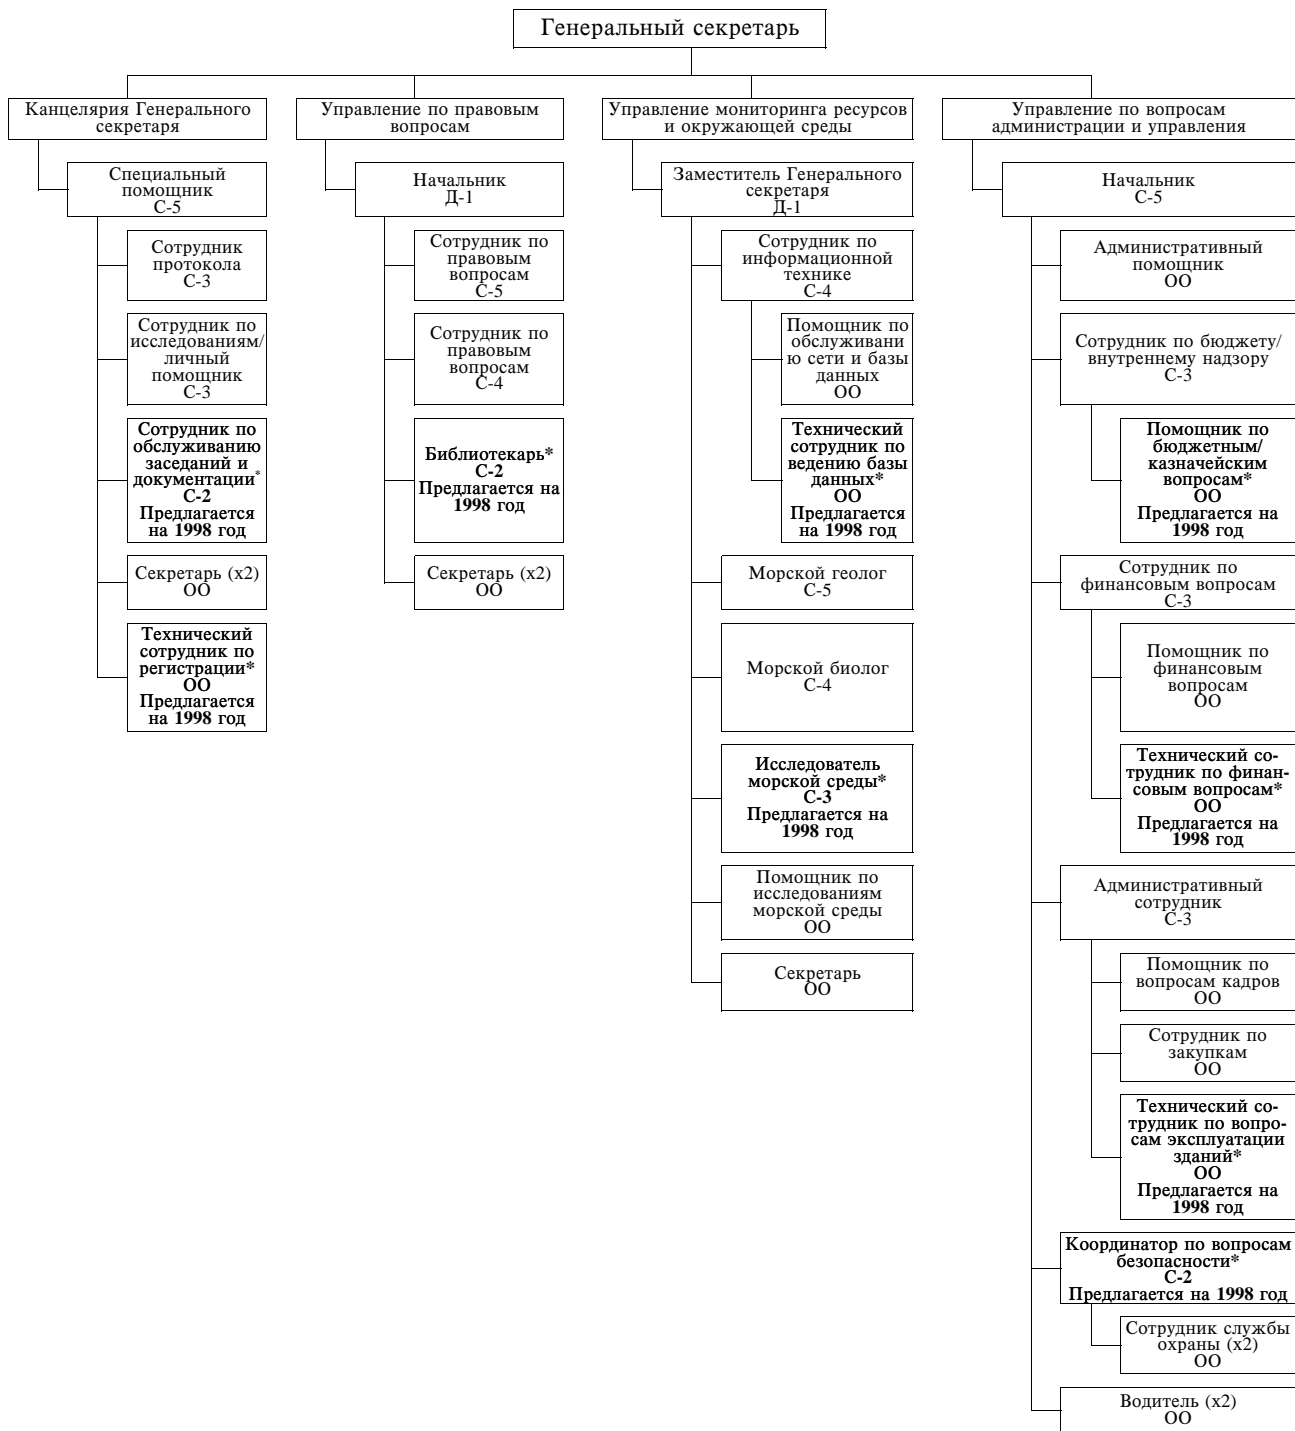 Генеральный секретарь
Канцелярия Генерального
секретаря
Специальный
помощник
С-5
Сотрудник
протокола
С-3
Сотрудник по
исследованиям/
личный
помощник
С-3
Сотрудник по
обслуживанию
заседаний и
документации*
С-2
Предлагается
на 1998 год
Секретарь (x2)
ОО
Технический
сотрудник по
регистрации*
ОО
Предлагается
на 1998 год
Управление по правовым
вопросам
Начальник
Д-1
Сотрудник по
правовым
вопросам
С-5
Сотрудник по
правовым
вопросам
С-4
Библиотекарь*
С-2
Предлагается на
1998 год
Секретарь (x2)
ОО
Управление мониторинга ресурсов
и окружающей среды
Заместитель Генерального
секретаря
Д-1
Сотрудник по
информационной
технике
С-4
Помощник по
обслуживани
ю сети и базы
данных
ОО
Технический
сотрудник по
ведению базы
данных*
ОО
Предлагается
на 1998 год
Морской геолог
С-5
Морской биолог
С-4
Исследователь
морской среды*
С-3
Предлагается на
1998 год
Помощник по
исследованиям
морской среды
ОО
Секретарь
ОО
Управление по вопросам
администрации и управления
Начальник
С-5
Административный
помощник
ОО
Сотрудник по бюджету/
внутреннему надзору
С-3
Помощник по
бюджетным/
казначейским
вопросам*
ОО
Предлагается на
1998 год
Сотрудник по
финансовым вопросам
С-3
Помощник по
финансовым
вопросам
ОО
Технический со-
трудник по финан-
совым вопросам*
ОО
Предлагается на
1998 год
Административный
сотрудник
С-3
Помощник по
вопросам кадров
ОО
Сотрудник по
закупкам
ОО
Технический со-
трудник по вопро-
сам эксплуатации
зданий*
ОО
Предлагается на
1998 год
Координатор по вопросам
безопасности*
С-2
Предлагается на 1998 год
Сотрудник службы
охраны (x2)
ОО
Водитель (x2)
ОО